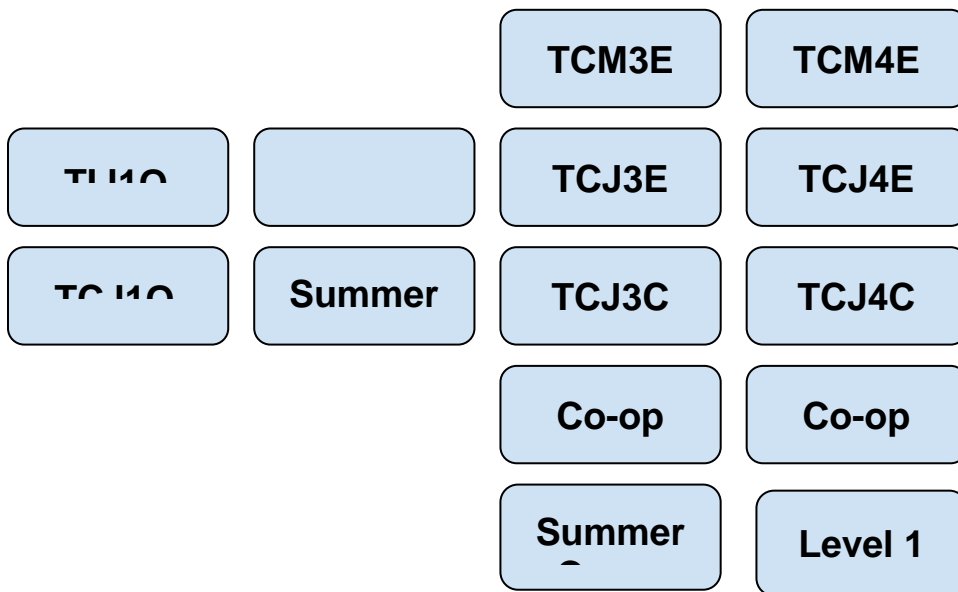 TCM3E TCM4E
TCJ3E TCJ4E
Summer TCJ3C TCJ4C
Co-op Co-op
Summer Level 1